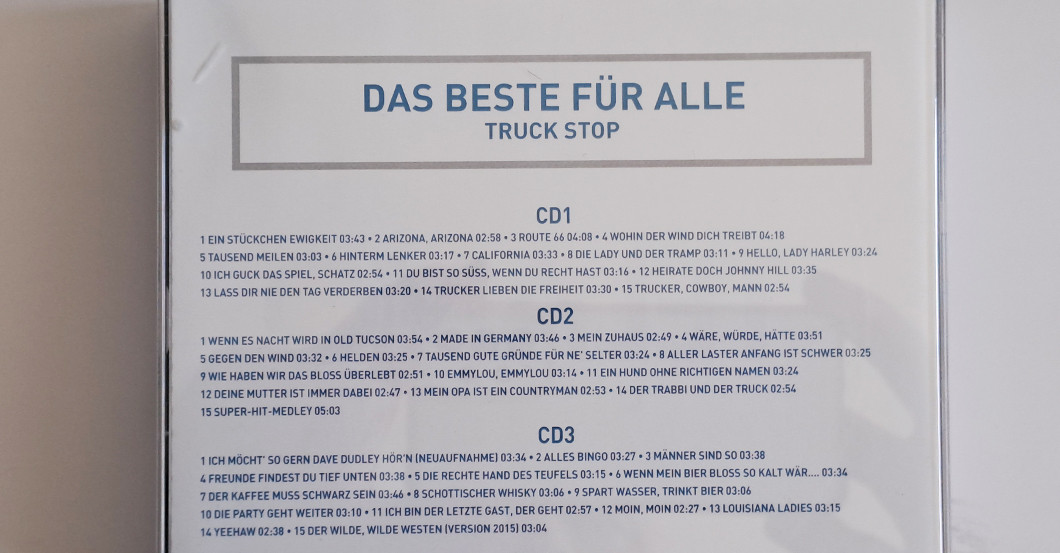 DAS BESTE FÜR ALLE
TRUCK STOP
CD1
1 EIN STÜCKCHEN EWIGKEIT 03:43 • 2 ARIZONA, ARIZONA 02:58 • 3 ROUTE 66 04:08 • 4 WOHIN DER WIND DICH TREIBT 04:18
5 TAUSEND MEILEN 03:03 • 6 HINTERM LENKER 03:17 • 7 CALIFORNIA 03:33 • 8 DIE LADY UND DER TRAMP 03:11 • 9 HELLO, LADY HARLEY 03:24
10 ICH GUCK DAS SPIEL, SCHATZ 02:54 • 11 DU BIST SO SÜSS, WENN DU RECHT HAST 03:16 • 12 HEIRATE DOCH JOHNNY HILL 03:35
13 LASS DIR NIE DEN TAG VERDERBEN 03:20 • 14 TRUCKER LIEBEN DIE FREIHEIT 03:30 • 15 TRUCKER, COWBOY, MANN 02:54
CD2
1 WENN ES NACHT WIRD IN OLD TUCSON 03:54 • 2 MADE IN GERMANY 03:46 • 3 MEIN ZUHAUS 02:49 • 4 WÄRE, WÜRDE, HÄTTE 03:51
5 GEGEN DEN WIND 03:32 • 6 HELDEN 03:25 • 7 TAUSEND GUTE GRÜNDE FÜR NE' SELTER 03:24 • 8 ALLER LASTER ANFANG IST SCHWER 03:25
9 WIE HABEN WIR DAS BLOSS ÜBERLEBT 02:51 • 10 EMMYLOU, EMMYLOU 03:14 • 11 EIN HUND OHNE RICHTIGEN NAMEN 03:24
12 DEINE MUTTER IST IMMER DABEI 02:47 • 13 MEIN OPA IST EIN COUNTRYMAN 02:53 • 14 DER TRABBI UND DER TRUCK 02:54
15 SUPER-HIT-MEDLEY 05:03
CD3
1 ICH MÖCHT' SO GERN DAVE DUDLEY HÖR'N (NEUAUFNAHME) 03:34 • 2 ALLES BINGO 03:27 • 3 MÄNNER SIND SO 03:38
4 FREUNDE FINDEST DU TIEF UNTEN 03:38 • 5 DIE RECHTE HAND DES TEUFELS 03:15 • 6 WENN MEIN BIER BLOSS SO KALT WÄR.... 03:34
7 DER KAFFEE MUSS SCHWARZ SEIN 03:46 • 8 SCHOTTISCHER WHISKY 03:06 • 9 SPART WASSER, TRINKT BIER 03:06
10 DIE PARTY GEHT WEITER 03:10 • 11 ICH BIN DER LETZTE GAST, DER GEHT 02:57 • 12 MOIN, MOIN 02:27 • 13 LOUISIANA LADIES 03:15
14 YEEHAW 02:38 • 15 DER WILDE, WILDE WESTEN (VERSION 2015) 03:04